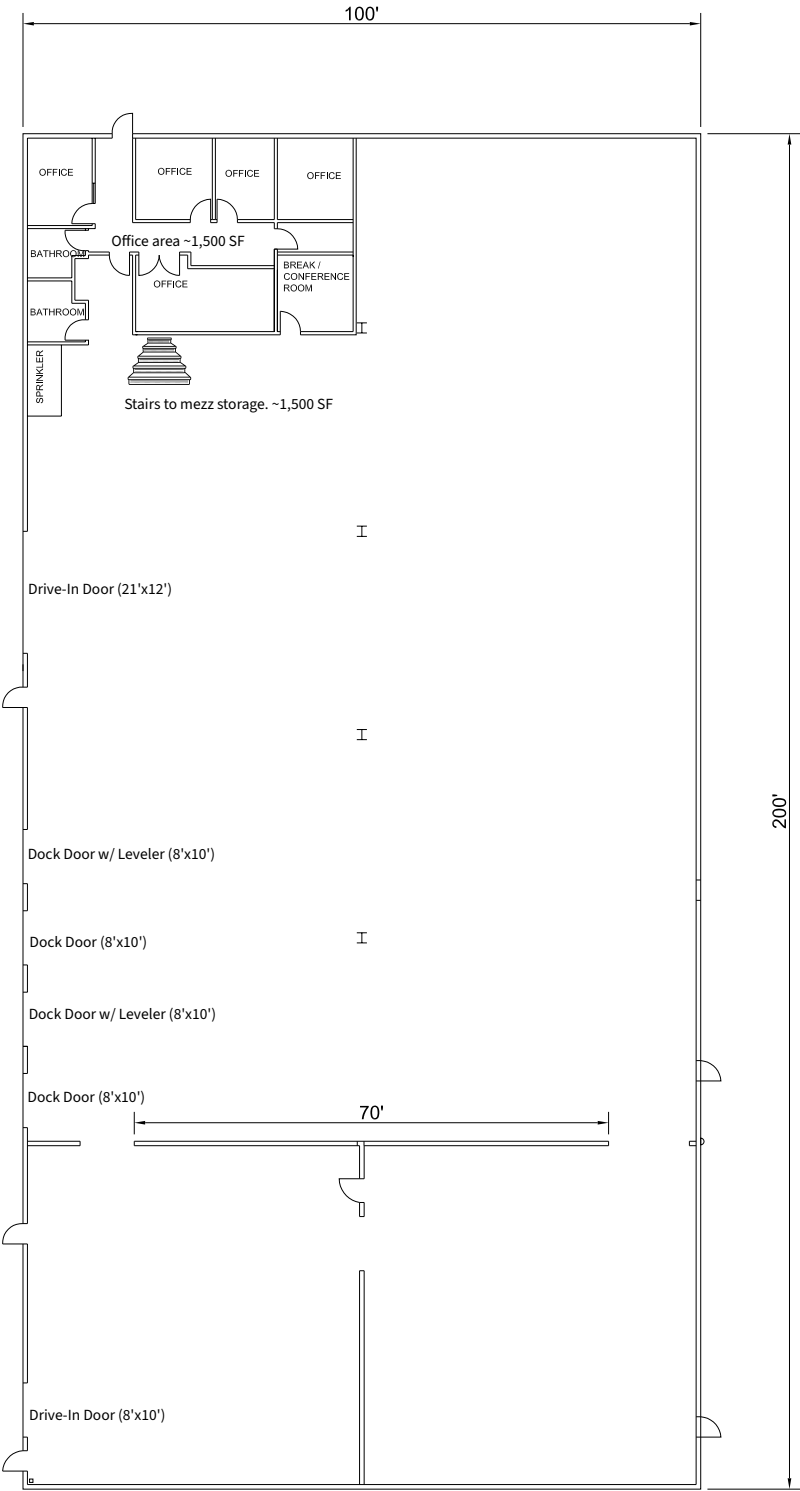 100'
OFFICE
OFFICE
OFFICE
OFFICE
Office area ~1,500 SF
BATHROOM
BREAK /
CONFERENCE
ROOM
OFFICE
BATHROOM
SPRINKLER
Stairs to mezz storage. ~1,500 SF
Drive-In Door (21'x12')
200'
Dock Door w/ Leveler (8'x10')
Dock Door (8'x10')
Dock Door w/ Leveler (8'x10')
Dock Door (8'x10')
70'
Drive-In Door (8'x10')